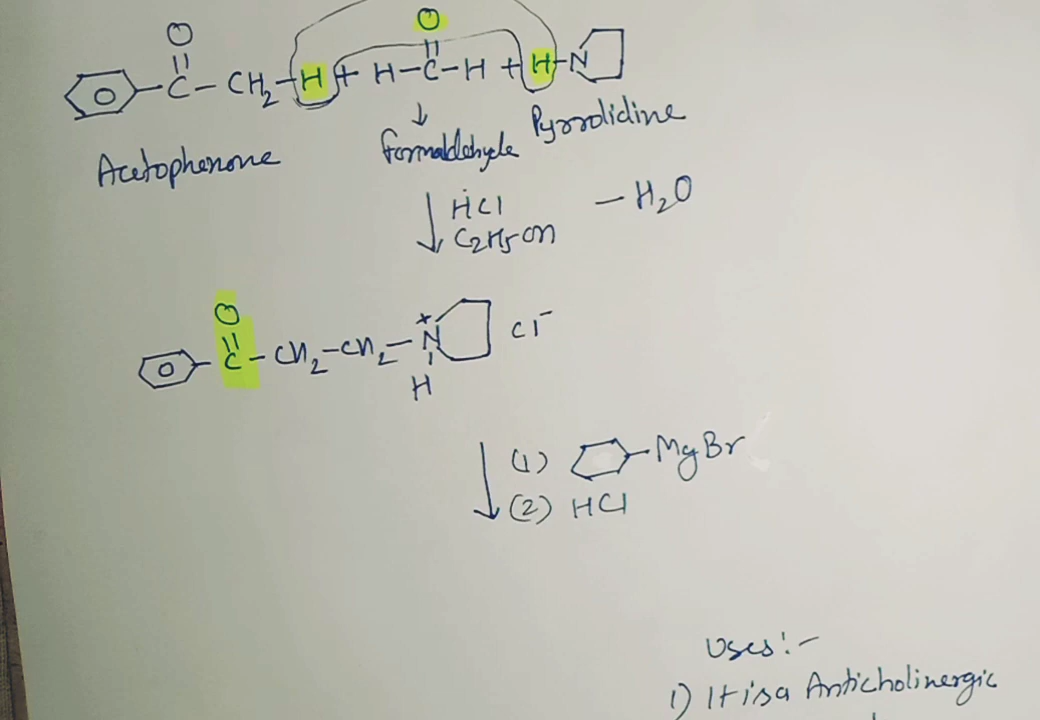 O
|| O
C - CH2 - H + H - C - H + H - N
Acetophenone ↓ formaldehyde Pyrrolidine
↓ HCl - H2O
C2H5OH
O
|| +
C - CH2 - CH2 - N Cl-
H
↓ (1) MgBr
(2) HCl
Uses :-
1) It is a Anticholinergic